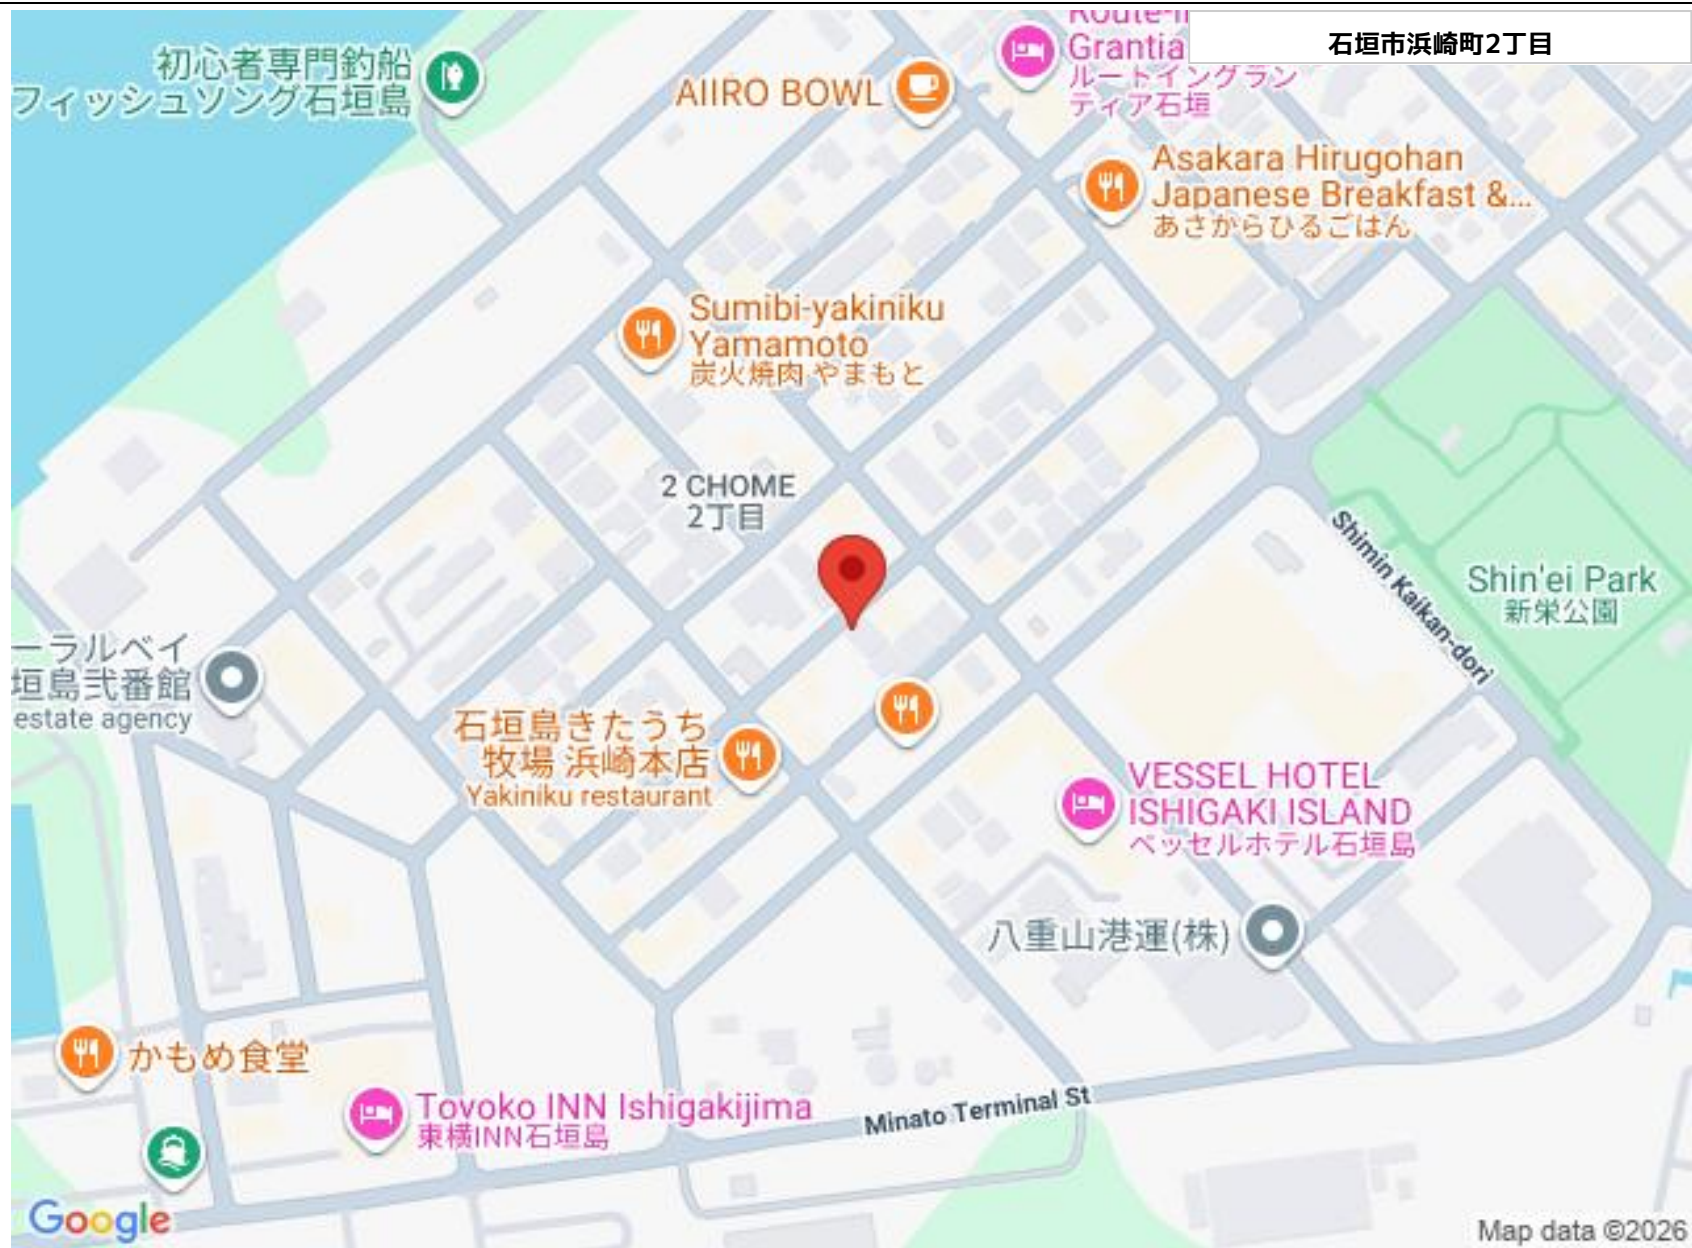 石垣市浜崎町2丁目
Grantia
ルートイングラン
ティア石垣
初心者専門釣船
フィッシュソング石垣島
AIIRO BOWL
Asakara Hirugohan
Japanese Breakfast &...
あさからひるごはん
Sumibi-yakiniku
Yamamoto
炭火焼肉 やまもと
2 CHOME
2丁目
Shimin Kaikan-dori
Shin'ei Park
新栄公園
ーラルベイ
垣島弐番館
estate agency
石垣島きたうち
牧場 浜崎本店
Yakiniku restaurant
VESSEL HOTEL
ISHIGAKI ISLAND
ベッセルホテル石垣島
八重山港運(株)
かもめ食堂
Toyoko INN Ishigakijima
東横INN石垣島
Minato Terminal St
Google
Map data ©2026